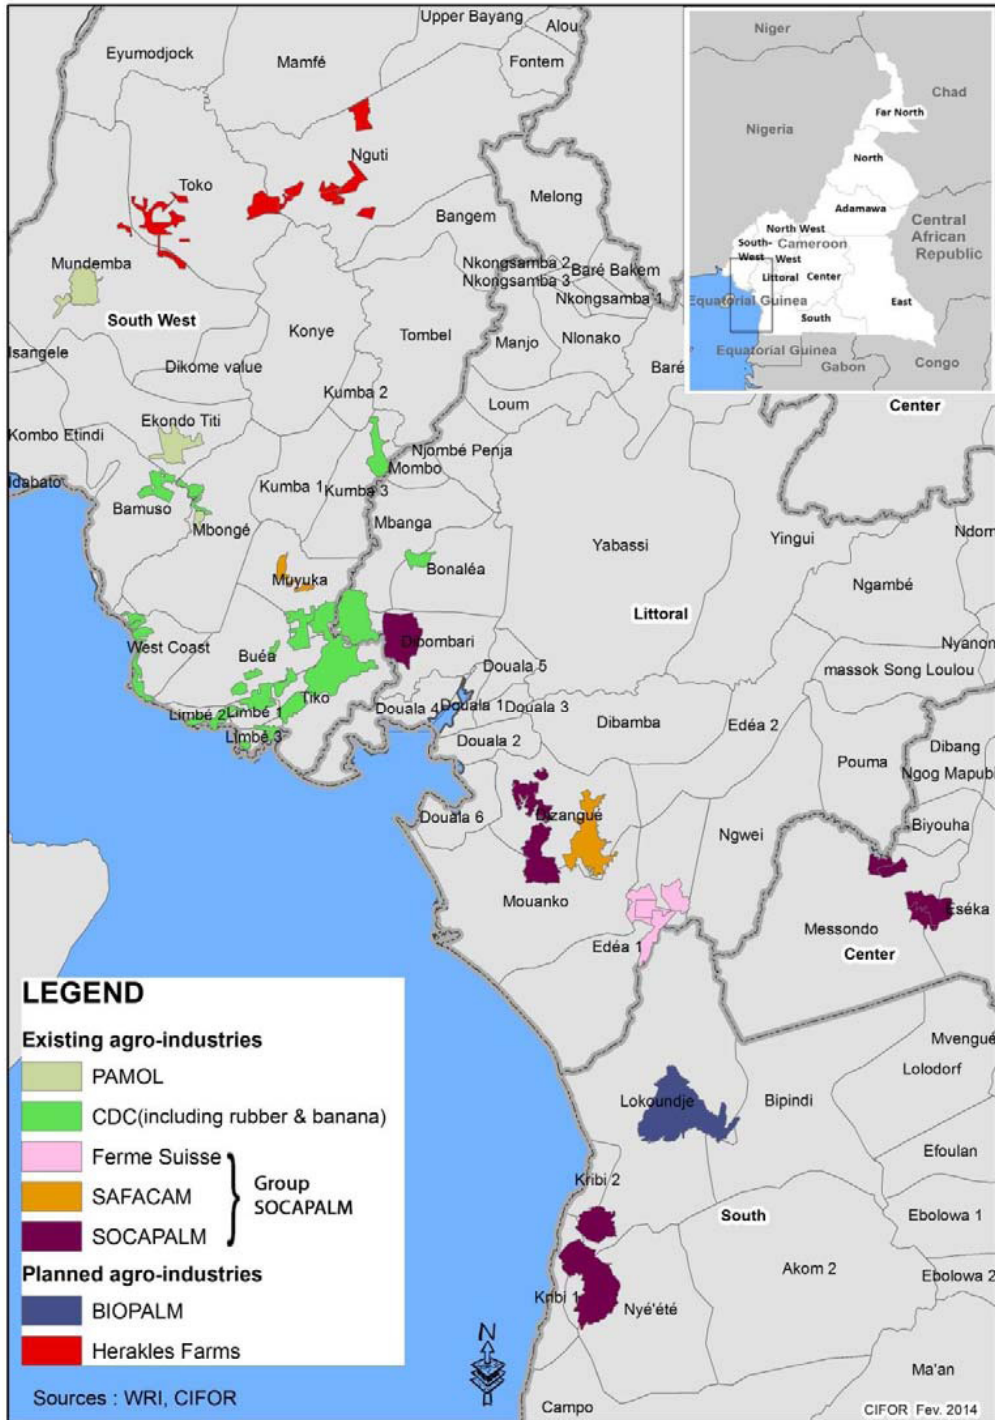 Upper Bayang
Alou
Eyumodjock
Mamfé
Fontem
Nguti
Toko
Melong
Bangem
Mundemba
Nkongsamba 2
Baré Bakem
Nkongsamba 3
Nkongsamba 1
South West
Konye
Tombel
Manjo
Nlonako
Isangele
Dikome value
Baré
Kumba 2
Loum
Ekondo Titi
Kombo Etindi
Njombé Penja
Mombo
Idabato
Kumba 1
Kumba 3
Bamuso
Mbongé
Mbanga
Yabassi
Yingui
Ndom
Muyuka
Bonaléa
Ngambé
Littoral
West Coast
Buéa
Dibombari
Nyanon
Douala 5
massok Song Loulou
Tiko
Limbé 2
Limbé 1
Douala 4
Douala 1
Douala 3
Dibamba
Edéa 2
Limbé 3
Douala 2
Pouma
Dibang
Ngog Mapubi
Douala 6
Dizangué
Ngwei
Biyouha
Mouanko
Messondo
Eséka
Edéa 1
Center
Center
Mvengué
Lolodorf
Lokoundje
Bipindi
Efoulan
Kribi 2
South
Ebolowa 1
Akom 2
Ebolowa 2
Kribi 1
Nyé'été
Ma'an
Campo
Niger
Chad
Far North
Nigeria
North
Adamawa
North West
Central
African
Republic
South-
West
West
Cameroon
Littoral
Center
East
Equatorial Guinea
South
Equatorial Guinea
Gabon
Congo
LEGEND
Existing agro-industries
PAMOL
CDC(including rubber & banana)
Ferme Suisse
SAFACAM
SOCAPALM
Group
SOCAPALM
Planned agro-industries
BIOPALM
Herakles Farms
Sources : WRI, CIFOR
N
CIFOR Fev. 2014